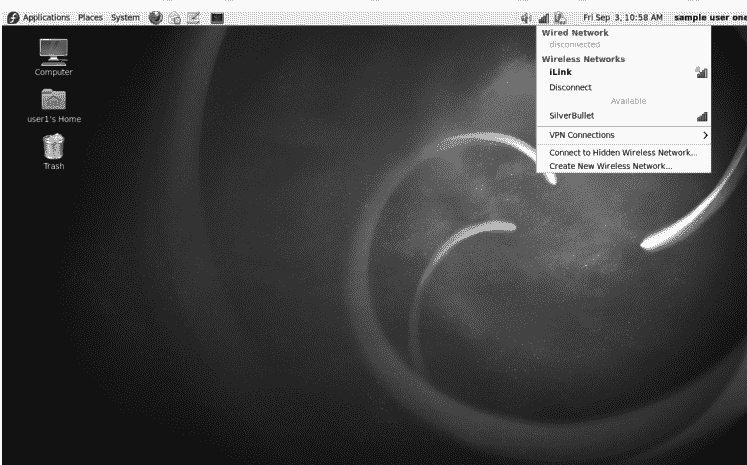 Applications Places System Fri Sep 3, 10:58 AM sample user one
Computer
user1's Home
Trash
Wired Network
disconnected
Wireless Networks
iLink
Disconnect
Available
SilverBullet
VPN Connections
Connect to Hidden Wireless Network...
Create New Wireless Network...